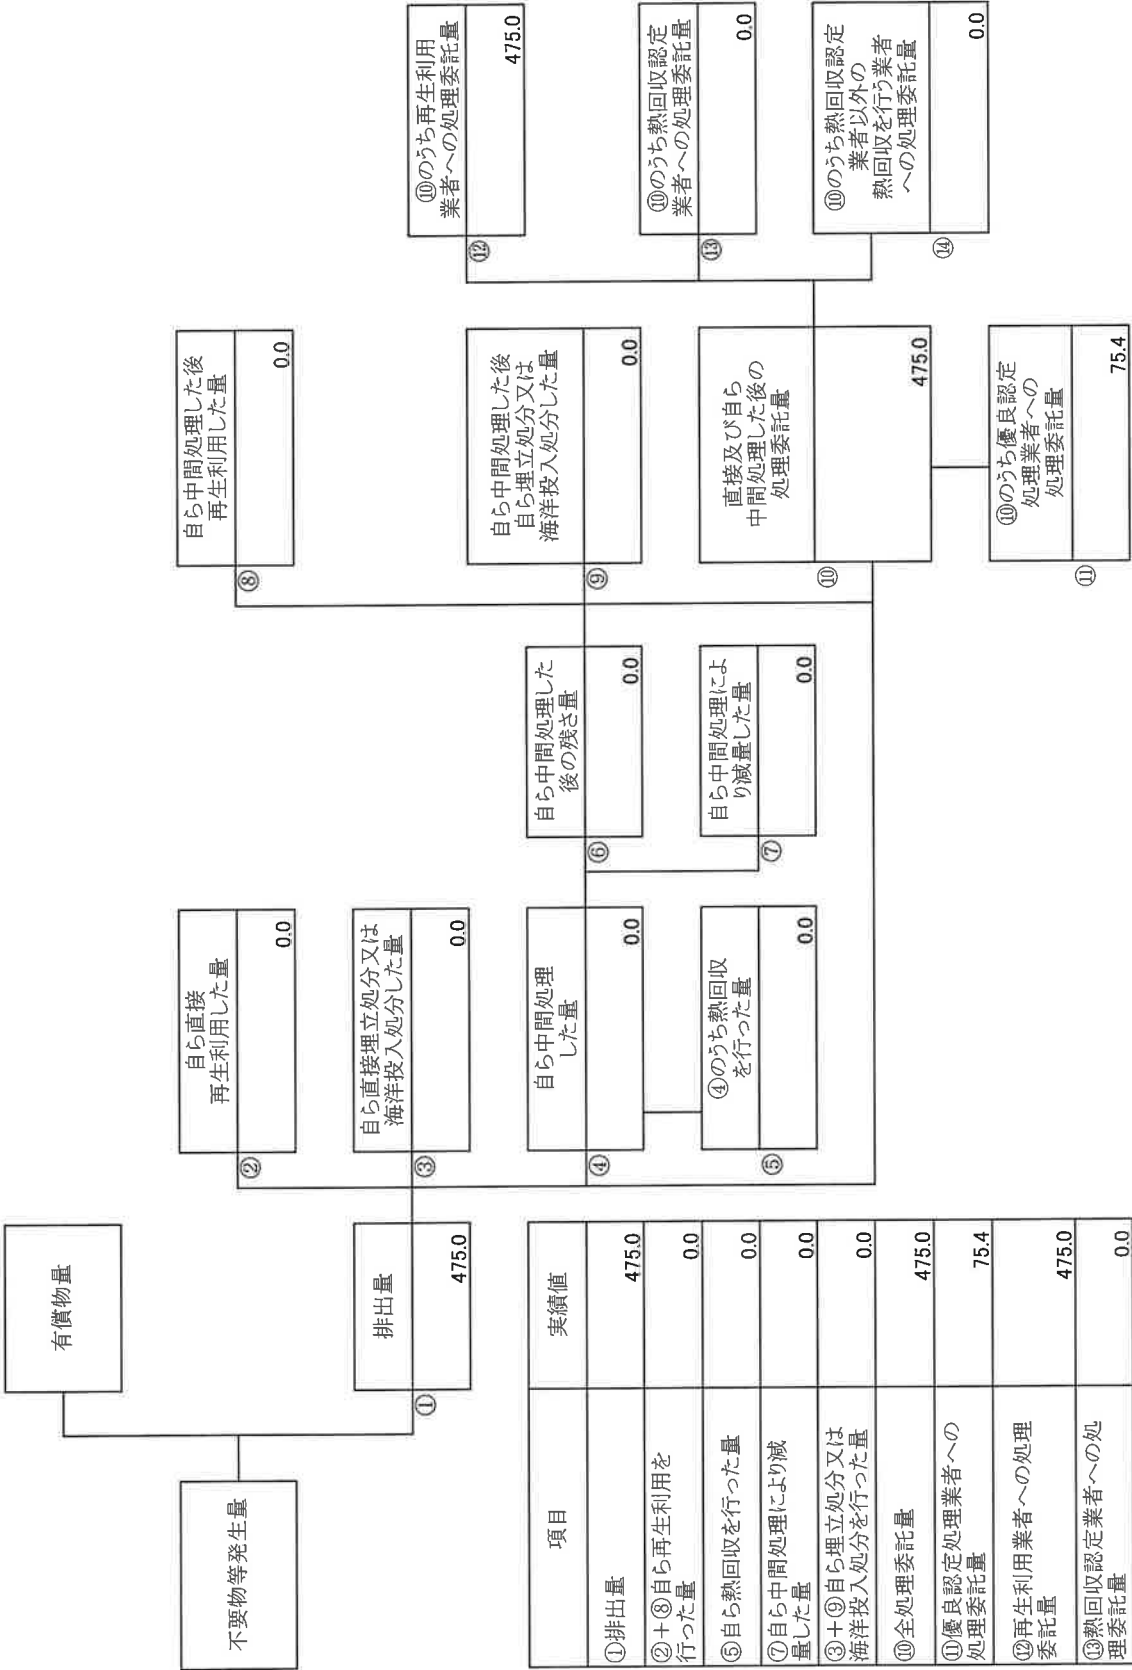 不要物等発生量
有償物量
①
排出量
475.0
②
自ら直接
再生利用した量
0.0
③
自ら直接埋立処分又は
海洋投入処分した量
0.0
④
自ら中間処理
した量
0.0
⑤
④のうち熱回収
を行った量
0.0
⑥
自ら中間処理した
後の残さ量
0.0
⑦
自ら中間処理によ
り減量した量
0.0
⑧
自ら中間処理した後
再生利用した量
0.0
⑨
自ら中間処理した後
自ら埋立処分又は
海洋投入処分した量
0.0
⑩
直接及び自ら
中間処理した後の
処理委託量
475.0
⑪
⑩のうち優良認定
処理業者への
処理委託量
75.4
⑫
⑩のうち再生利用
業者への処理委託量
475.0
⑬
⑩のうち熱回収認定
業者への処理委託量
0.0
⑭
⑩のうち熱回収認定
業者以外の
熱回収を行う業者
への処理委託量
0.0
項目 実績値
①排出量 475.0
②+⑧自ら再生利用を
行った量 0.0
⑤自ら熱回収を行った量 0.0
⑦自ら中間処理により減
量した量 0.0
③+⑨自ら埋立処分又は
海洋投入処分を行った量 0.0
⑩全処理委託量 475.0
⑪優良認定処理業者への
処理委託量 75.4
⑫再生利用業者への処理
委託量 475.0
⑬熱回収認定業者への処
理委託量 0.0